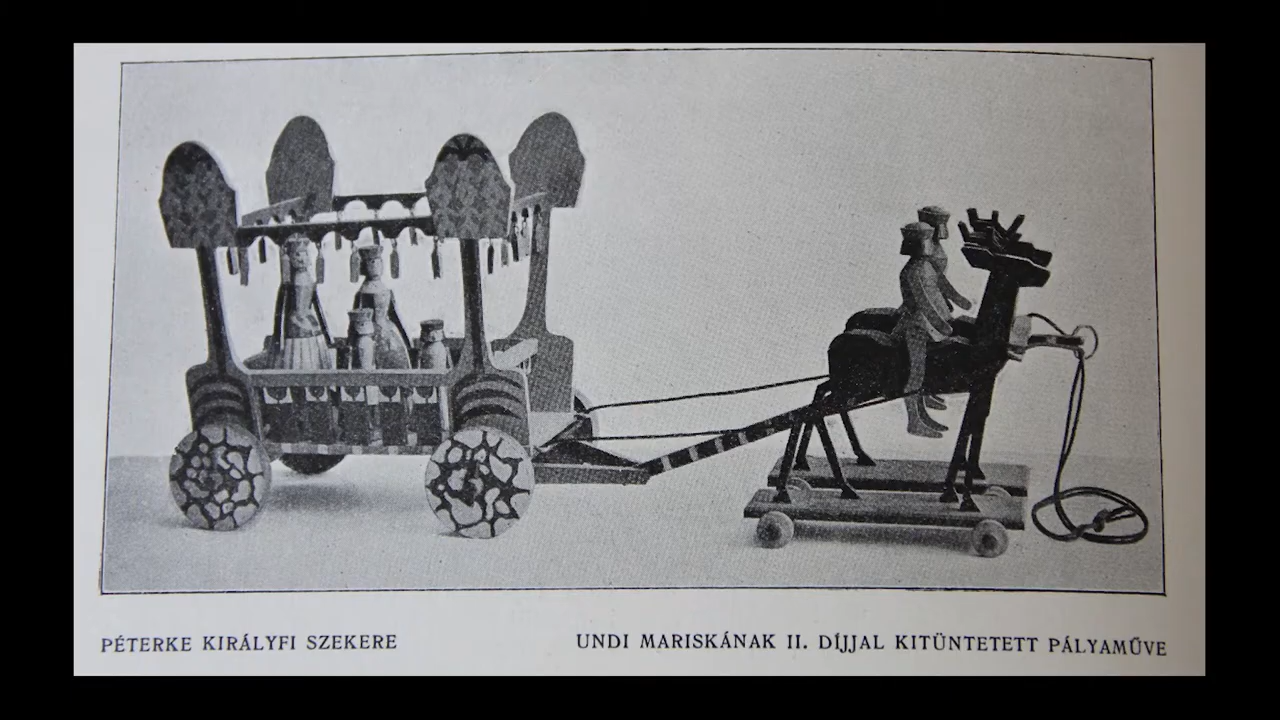 PÉTERKE KIRÁLYFI SZEKERE
UNDI MARISKÁNAK II. DÍJJAL KITÜNTETETT PÁLYAMŰVE